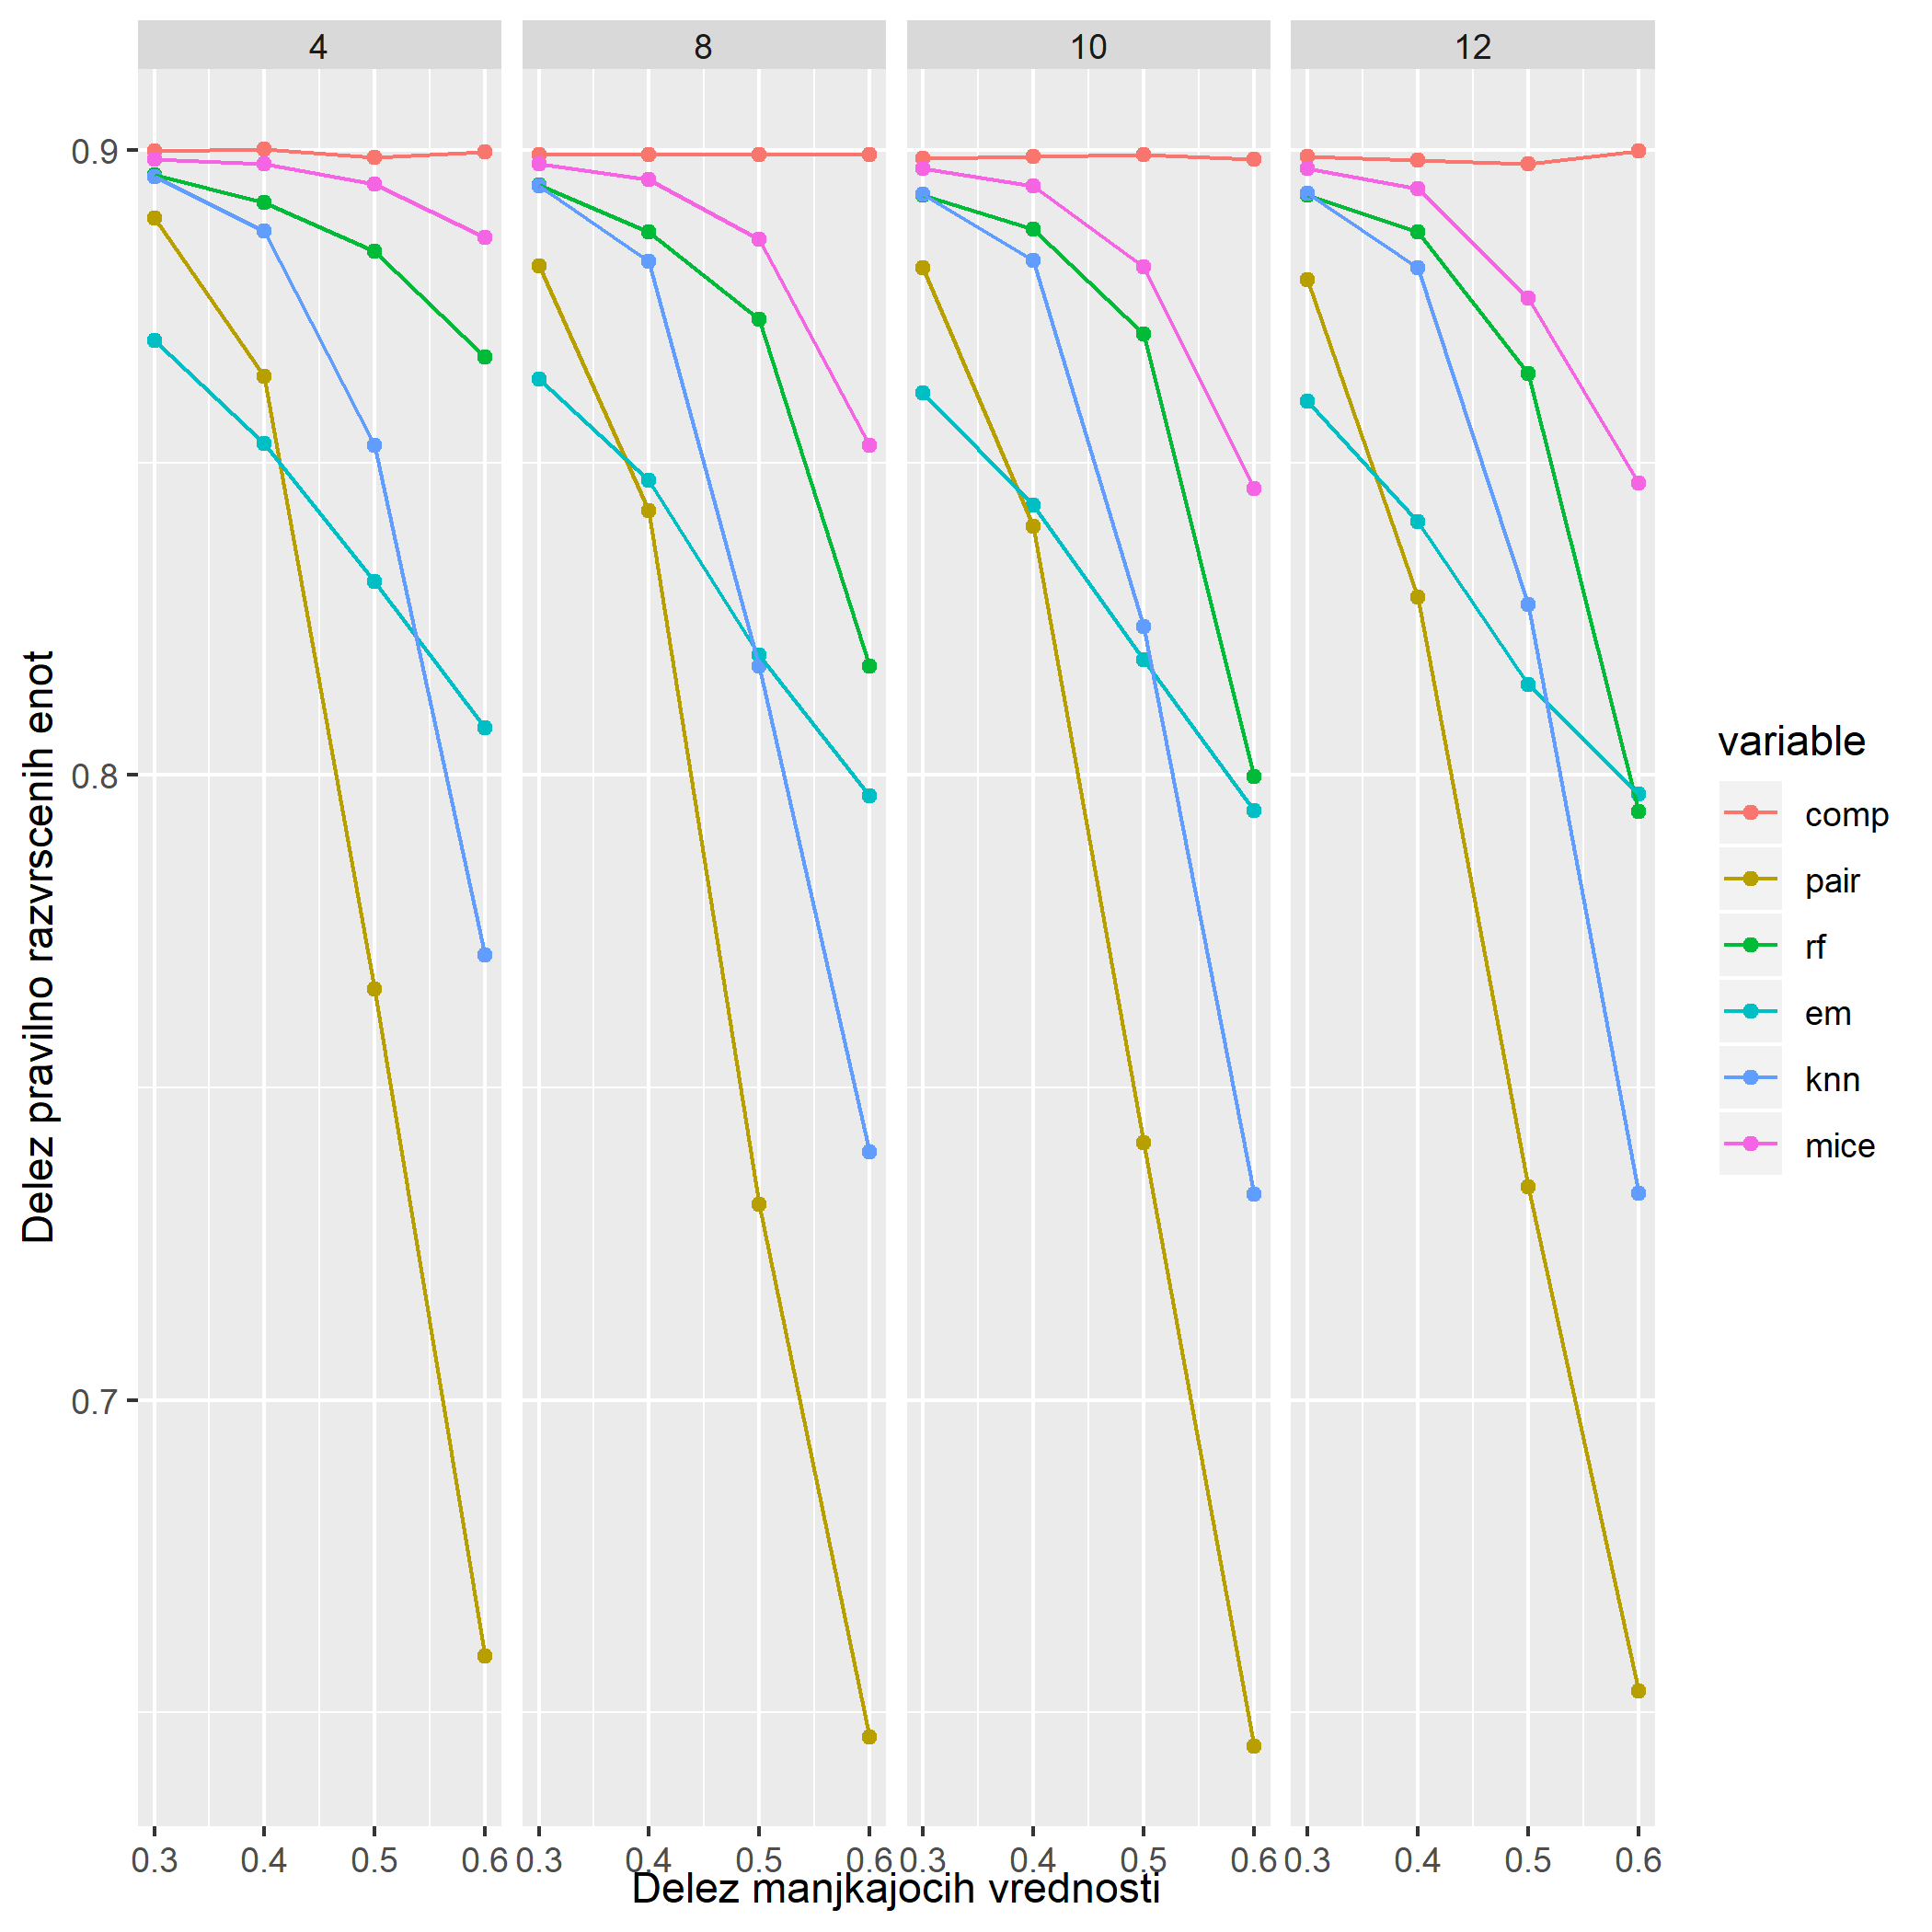 4 8 10 12
0.9
0.8
0.7
Delez pravilno razvrscenih enot
0.3 0.4 0.5 0.6 0.3 0.4 0.5 0.6 0.3 0.4 0.5 0.6 0.3 0.4 0.5 0.6
Delez manjkajocih vrednosti
variable
comp
pair
rf
em
knn
mice